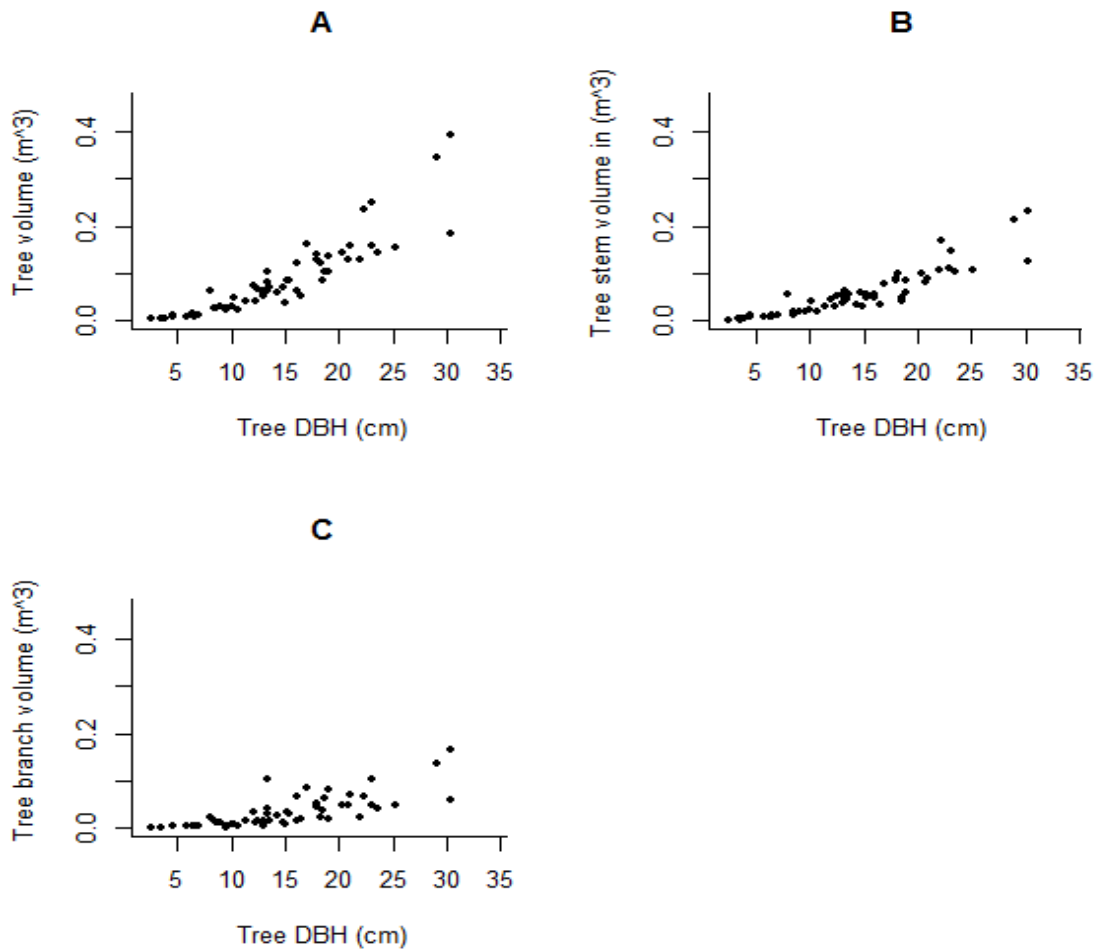 A
Tree volume (m^3)
0.4
0.2
0.0
5 10 15 20 25 30 35
Tree DBH (cm)
B
Tree stem volume in (m^3)
0.4
0.2
0.0
5 10 15 20 25 30 35
Tree DBH (cm)
C
Tree branch volume (m^3)
0.4
0.2
0.0
5 10 15 20 25 30 35
Tree DBH (cm)